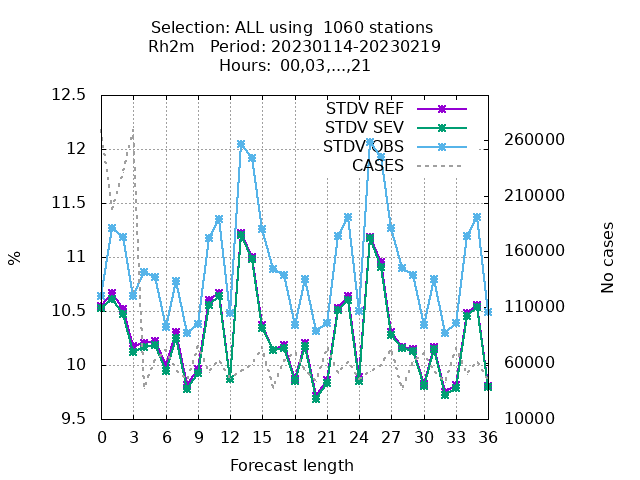 Selection: ALL using  1060 stations
Rh2m   Period: 20230114-20230219
Hours:  00,03,...,21
STDV REF
STDV SEV
STDV OBS
CASES
12.5
12
11.5
11
10.5
10
9.5
%
260000
210000
160000
110000
60000
10000
No cases
0 3 6 9 12 15 18 21 24 27 30 33 36
Forecast length